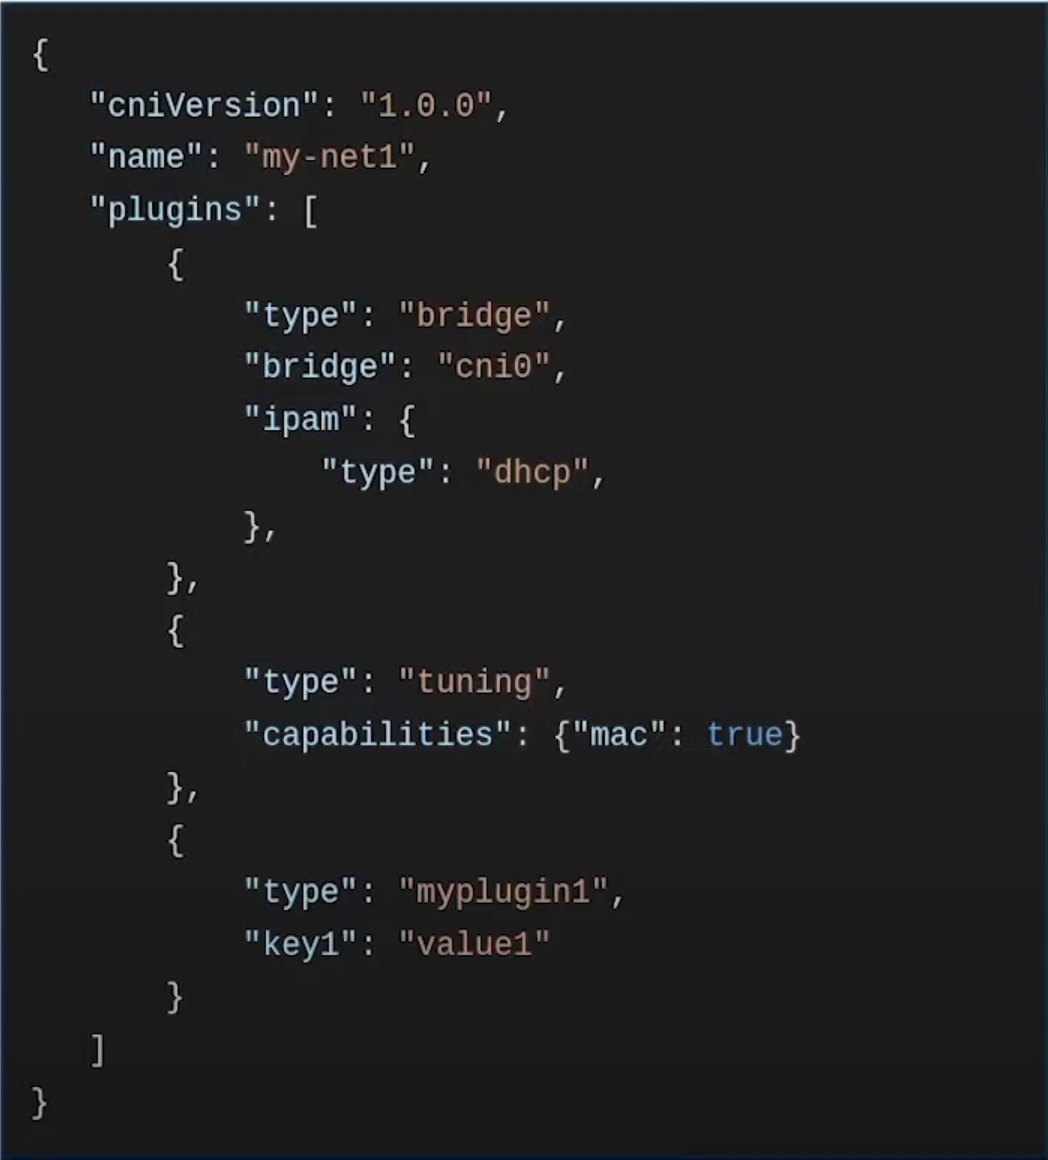 {
"cniVersion": "1.0.0",
"name": "my-net1",
"plugins": [
{
"type": "bridge",
"bridge": "cni0",
"ipam": {
"type": "dhcp",
},
},
{
"type": "tuning",
"capabilities": {"mac": true}
},
{
"type": "myplugin1",
"key1": "value1"
}
]
}